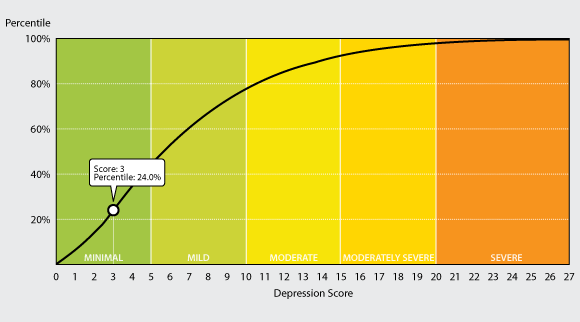 Percentile
100%
80%
60%
40%
20%
Score: 3
Percentile: 24.0%
MINIMAL MILD MODERATE MODERATELY SEVERE SEVERE
0 1 2 3 4 5 6 7 8 9 10 11 12 13 14 15 16 17 18 19 20 21 22 23 24 25 26 27
Depression Score